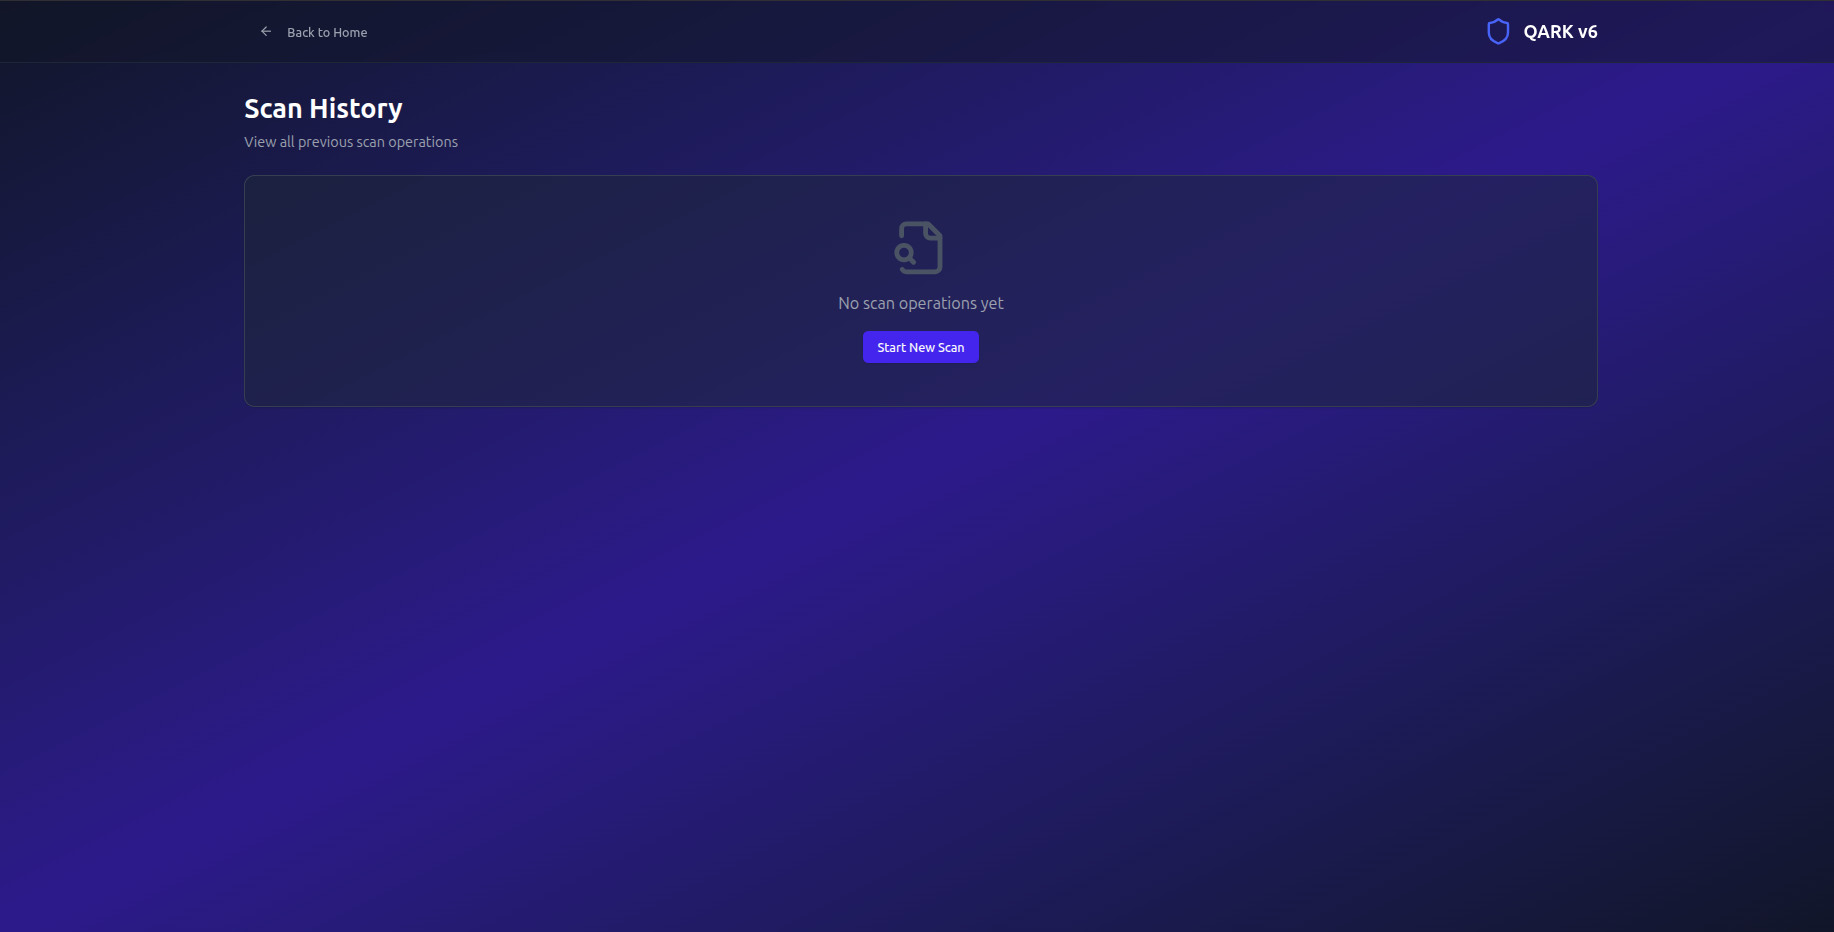 Back to Home
QARK v6
Scan History
View all previous scan operations
No scan operations yet
Start New Scan